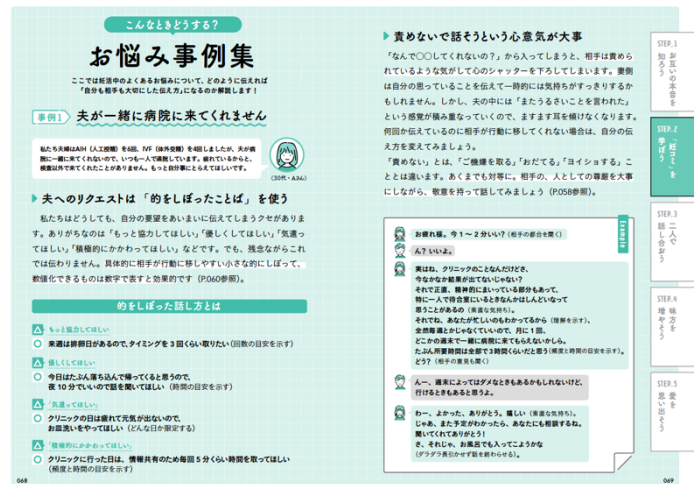 こんなときどうする？
お悩み事例集
ここでは妊活中のよくあるお悩みについて、どのように伝えれば
「自分も相手も大切にした伝え方」になるのか解説します！
事例1
夫が一緒に病院に来てくれません
私たち夫婦はAIH（人工授精）を6回、IVF（体外受精）を4回しましたが、夫が病
院に一緒に来てくれないので、いつも一人で通院しています。疲れているからと、
検査以外で来てくれたことがありません。もっと自分事にとらえてほしいです。
（30代・Aさん）
夫へのリクエストは「的をしぼったことば」を使う
私たちはどうしても、自分の要望をあいまいに伝えてしまうクセがありま
す。ありがちなのは「もっと協力してほしい」「優しくしてほしい」「気遣っ
てほしい」「積極的にかかわってほしい」などです。でも、残念ながらこれ
では伝わりません。具体的に相手が行動に移しやすい小さな的にしぼって、
数値化できるものは数字で表すと効果的です（P.060参照）。
的をしぼった話し方とは
もっと協力してほしい
来週は排卵日があるので、タイミングを3回くらい取りたい（回数の目安を示す）
優しくしてほしい
今日はたぶん落ち込んで帰ってくると思うので、
夜10分でいいので話を聞いてほしい（時間の目安を示す）
「気遣ってほしい」
クリニックの日は疲れて元気が出ないので、
お皿洗いをやってほしい（どんな日か限定する）
「積極的にかかわってほしい」
クリニックに行った日は、情報共有のため毎回5分くらい時間を取ってほしい
（頻度と時間の目安を示す）
068
責めないで話そうという心意気が大事
「なんで○○してくれないの？」から入ってしまうと、相手は責めら
れているような気がして心のシャッターを下ろしてしまいます。妻側
は自分の思っていることを伝えて一時的には気持ちがすっきりするか
もしれません。しかし、夫の中には「またうるさいことを言われた」
という感覚が積み重なっていくので、ますます耳を傾けなくなります。
何回か伝えているのに相手が行動に移してくれない場合は、自分の伝
え方を変えてみましょう。
「責めない」とは、「ご機嫌を取る」「おだてる」「ヨイショする」こ
ととは違います。あくまでも対等に。相手の、人としての尊厳を大事
にしながら、敬意を持って話してみましょう（P.058参照）。
Example
お疲れ様。今1〜2分いい？（相手の都合を聞く）
ん？いいよ。
実はね、クリニックのことなんだけどさ、
今なかなか結果が出てないじゃない？
それで正直、精神的にまいっている部分もあって、
特に一人で待合室にいるときなんかはしんどいなって
思うことがあるの（素直な気持ち）。
それでね、あなたが忙しいのもわかってるから（理解を示す）、
全然毎週とかじゃなくていいので、月に1回、
どこかの週末で一緒に病院に来てもらえないかしら。
たぶん所要時間は全部で3時間くらいだと思う（頻度と時間の目安を示す）。
どう？（相手の意見も聞く）
んー、週末によってはダメなときもあるかもしれないけど、
行けるときもあると思うよ。
わー、よかった、ありがとう。嬉しい（素直な気持ち）。
じゃあ、また予定がわかったら、あなたにも相談するね。
聞いてくれてありがとう！
さ、それじゃ、お風呂でも入ってこようかな
（ダラダラ長引かせず話を終わらせる）。
069
STEP.1
お互いの本音を
知ろう
STEP.2
「妊コミ」を
学ぼう
STEP.3
二人で
話し合おう
STEP.4
味方を
増やそう
STEP.5
愛を
思い出そう